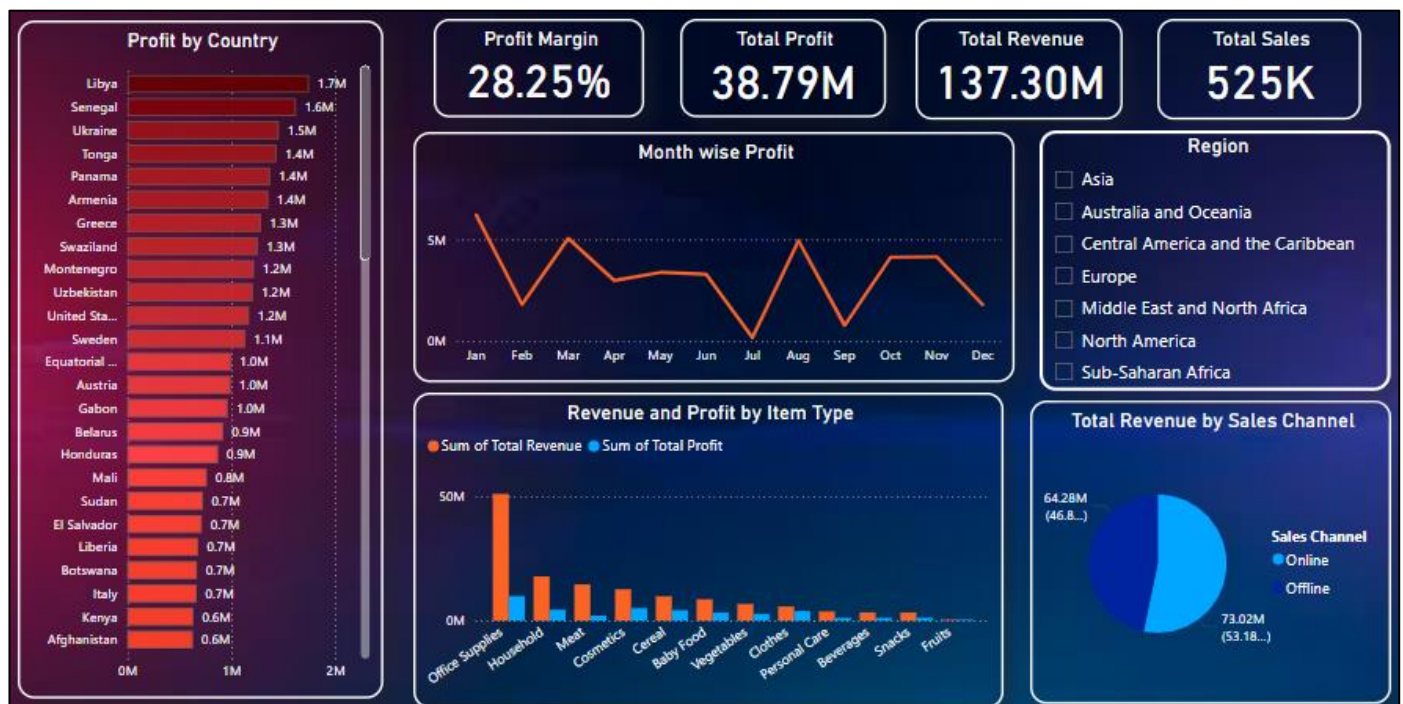 Profit by Country
Libya 1.7M
Senegal 1.6M
Ukraine 1.5M
Tonga 1.4M
Panama 1.4M
Armenia 1.4M
Greece 1.3M
Swaziland 1.3M
Montenegro 1.2M
Uzbekistan 1.2M
United Sta... 1.2M
Sweden 1.1M
Equatorial ... 1.0M
Austria 1.0M
Gabon 1.0M
Belarus 0.9M
Honduras 0.9M
Mali 0.8M
Sudan 0.7M
El Salvador 0.7M
Liberia 0.7M
Botswana 0.7M
Italy 0.7M
Kenya 0.6M
Afghanistan 0.6M
0M 1M 2M
Profit Margin
28.25%
Total Profit
38.79M
Total Revenue
137.30M
Total Sales
525K
Month wise Profit
5M
0M
Jan Feb Mar Apr May Jun Jul Aug Sep Oct Nov Dec
Region
Asia
Australia and Oceania
Central America and the Caribbean
Europe
Middle East and North Africa
North America
Sub-Saharan Africa
Revenue and Profit by Item Type
Sum of Total Revenue Sum of Total Profit
50M
0M
Office Supplies Household Meat Cosmetics Cereal Baby Food Vegetables Clothes Personal Care Beverages Snacks Fruits
Total Revenue by Sales Channel
64.28M
(46.8...)
Sales Channel
Online
Offline
73.02M
(53.18...)